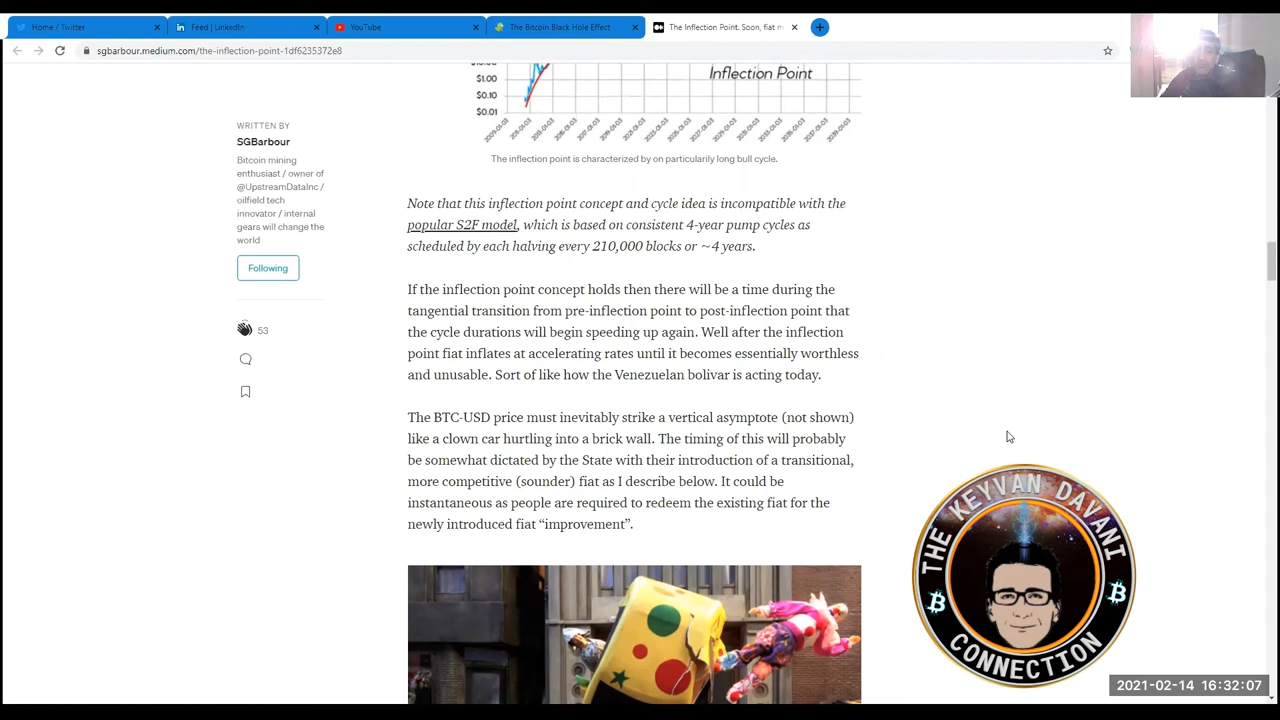 Home / Twitter
Feed | LinkedIn
YouTube
The Bitcoin Black Hole Effect
The Inflection Point. Soon, fiat m
sgbarbour.medium.com/the-inflection-point-1df6235372e8
$1.00
$0.10
$0.01
Inflection Point
The inflection point is characterized by on particularily long bull cycle.
WRITTEN BY
SGBarbour
Bitcoin mining
enthusiast / owner of
@UpstreamDataInc /
oilfield tech
innovator / internal
gears will change the
world
Following
53
Note that this inflection point concept and cycle idea is incompatible with the
popular S2F model, which is based on consistent 4-year pump cycles as
scheduled by each halving every 210,000 blocks or ~4 years.
If the inflection point concept holds then there will be a time during the
tangential transition from pre-inflection point to post-inflection point that
the cycle durations will begin speeding up again. Well after the inflection
point fiat inflates at accelerating rates until it becomes essentially worthless
and unusable. Sort of like how the Venezuelan bolivar is acting today.
The BTC-USD price must inevitably strike a vertical asymptote (not shown)
like a clown car hurtling into a brick wall. The timing of this will probably
be somewhat dictated by the State with their introduction of a transitional,
more competitive (sounder) fiat as I describe below. It could be
instantaneous as people are required to redeem the existing fiat for the
newly introduced fiat “improvement”.
THE KEYVAN DAVANI
CONNECTION
2021-02-14 16:32:07